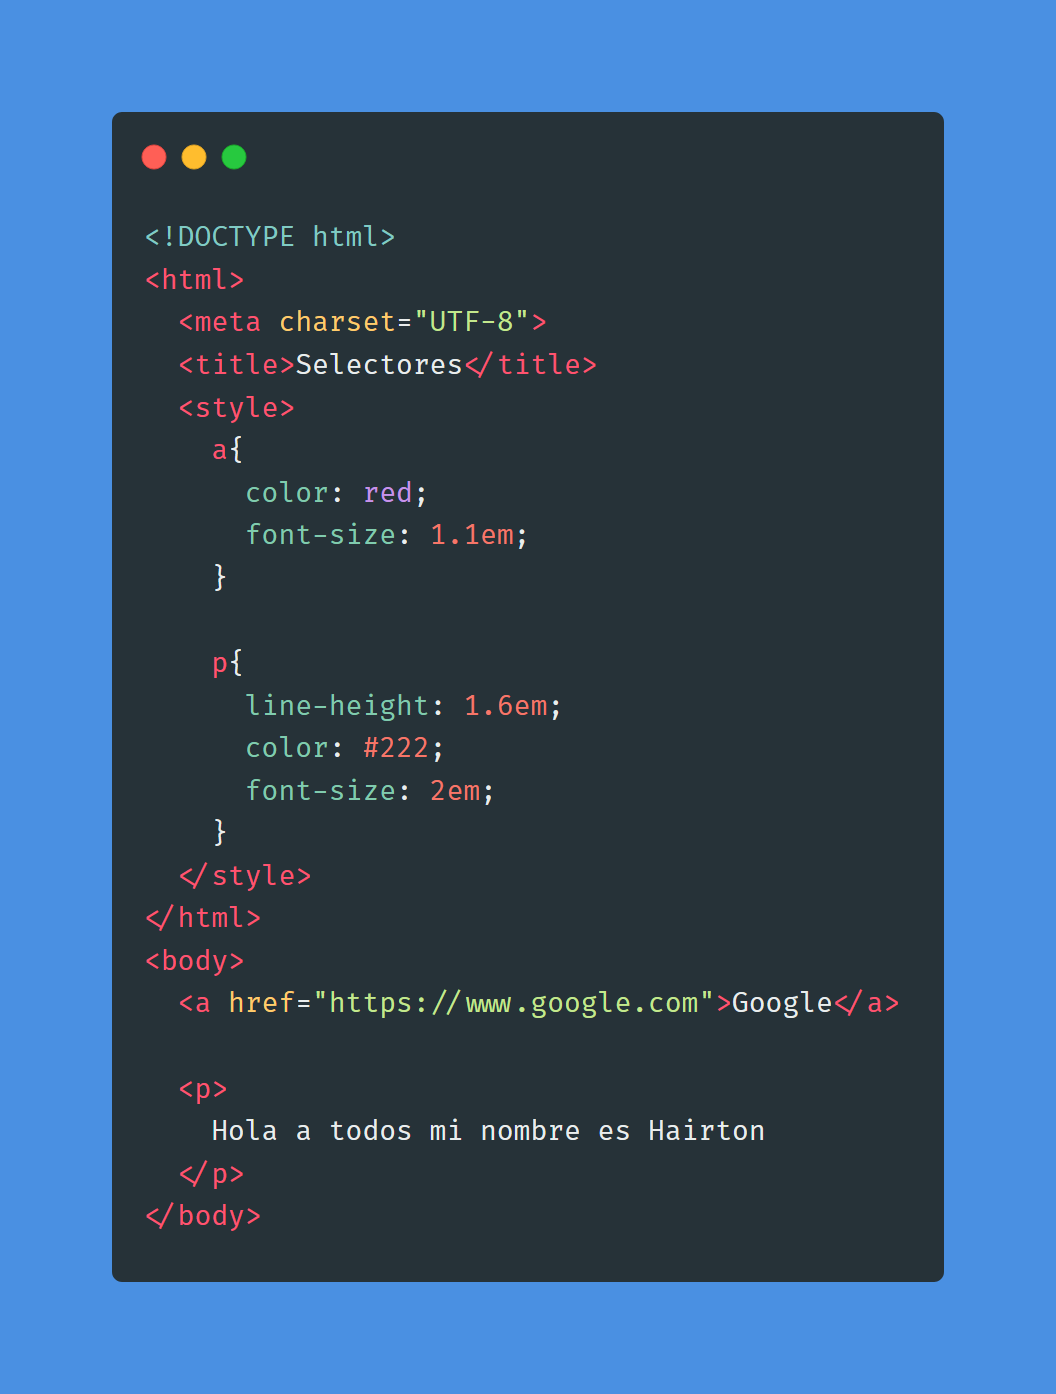 <!DOCTYPE html>
<html>
  <meta charset="UTF-8">
  <title>Selectores</title>
  <style>
    a{
      color: red;
      font-size: 1.1em;
    }

    p{
      line-height: 1.6em;
      color: #222;
      font-size: 2em;
    }
  </style>
</html>
<body>
  <a href="https://www.google.com">Google</a>

  <p>
    Hola a todos mi nombre es Hairton
  </p>
</body>